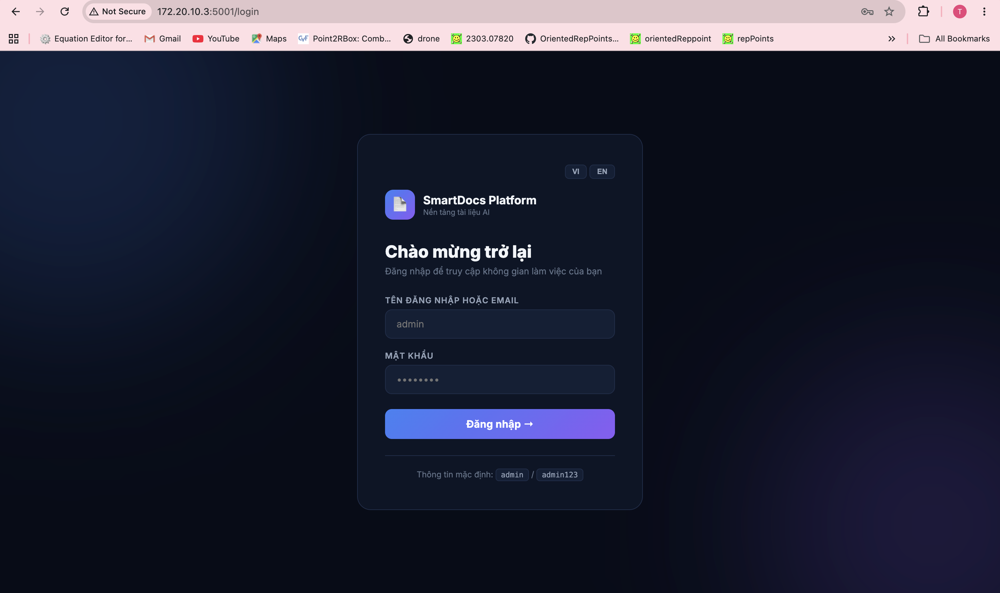 Not Secure 172.20.10.3:5001/login T
Equation Editor for... Gmail YouTube Maps CVF Point2RBox: Comb... drone 2303.07820 OrientedRepPoints... orientedReppoint repPoints All Bookmarks
VI EN
SmartDocs Platform
Nền tảng tài liệu AI
Chào mừng trở lại
Đăng nhập để truy cập không gian làm việc của bạn
TÊN ĐĂNG NHẬP HOẶC EMAIL
admin
MẬT KHẨU
••••••••
Đăng nhập →
Thông tin mặc định: admin / admin123